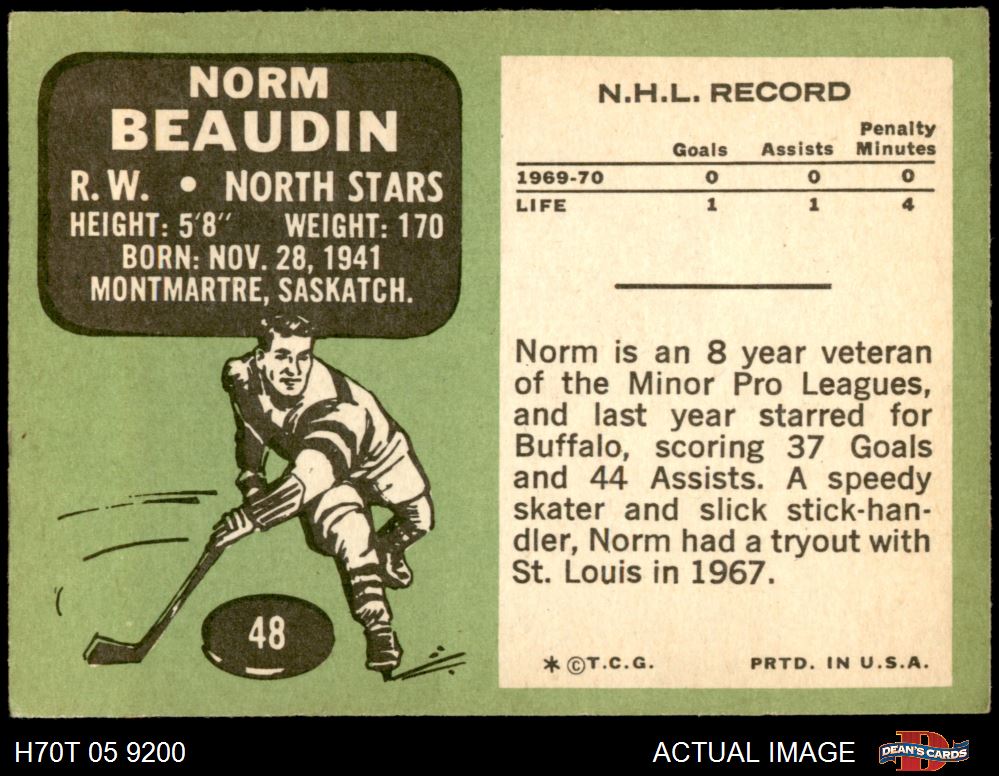 NORM
BEAUDIN
R.W. • NORTH STARS
HEIGHT: 5'8" WEIGHT: 170
BORN: NOV. 28, 1941
MONTMARTRE, SASKATCH.
48
N.H.L. RECORD
Goals Assists Penalty Minutes
1969-70 0 0 0
LIFE 1 1 4
Norm is an 8 year veteran
of the Minor Pro Leagues,
and last year starred for
Buffalo, scoring 37 Goals
and 44 Assists. A speedy
skater and slick stick-han-
dler, Norm had a tryout with
St. Louis in 1967.
* © T.C.G. PRTD. IN U.S.A.
H70T 05 9200 ACTUAL IMAGE D DEAN'S CARDS